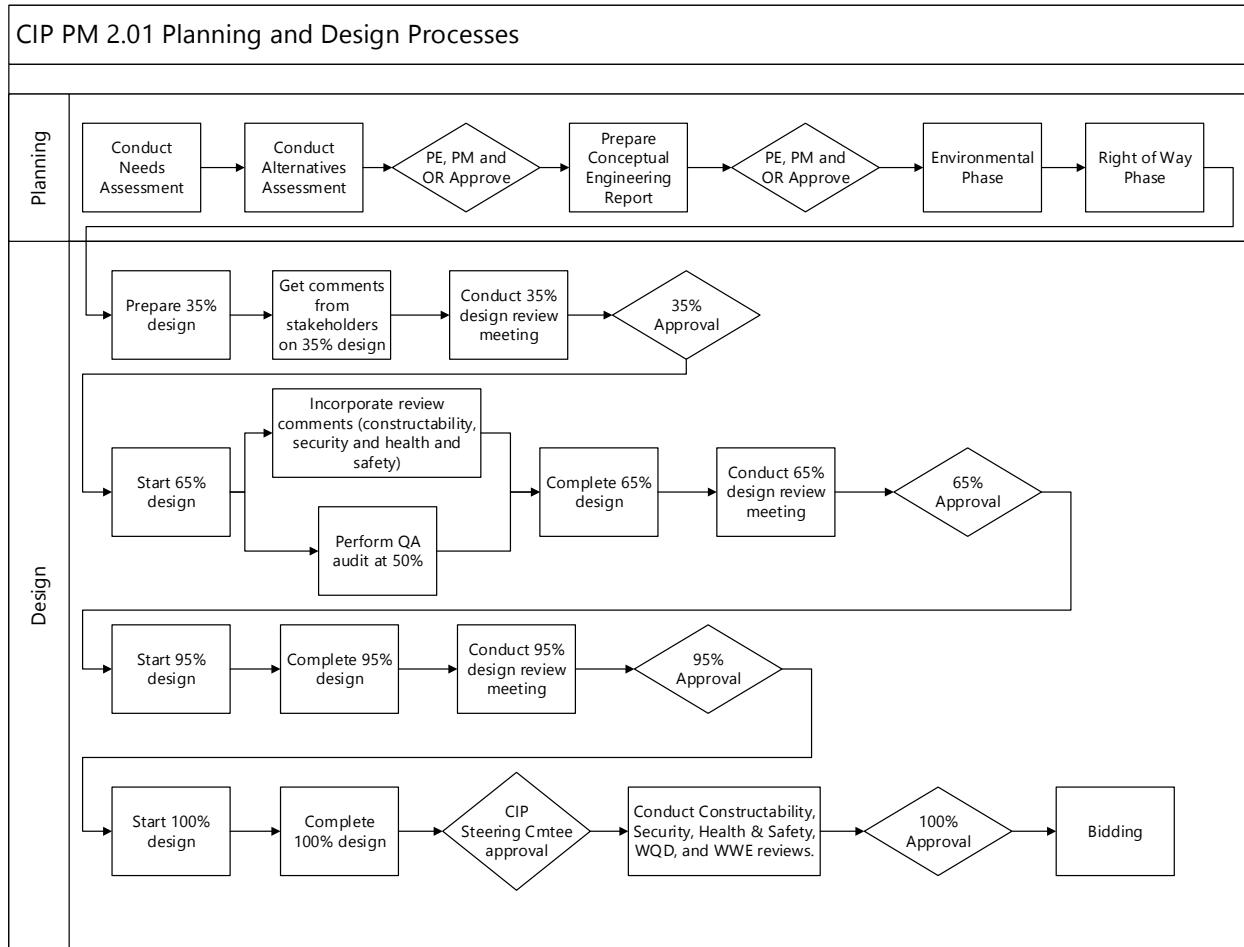 CIP PM 2.01 Planning and Design Processes
Planning
Conduct
Needs
Assessment
Conduct
Alternatives
Assessment
PE, PM and
OR Approve
Prepare
Conceptual
Engineering
Report
PE, PM and
OR Approve
Environmental
Phase
Right of Way
Phase
Design
Prepare 35%
design
Get comments
from
stakeholders
on 35% design
Conduct 35%
design review
meeting
35%
Approval
Start 65%
design
Incorporate review
comments (constructability,
security and health and
safety)
Perform QA
audit at 50%
Complete 65%
design
Conduct 65%
design review
meeting
65%
Approval
Start 95%
design
Complete 95%
design
Conduct 95%
design review
meeting
95%
Approval
Start 100%
design
Complete
100% design
CIP
Steering Cmtee
approval
Conduct Constructability,
Security, Health & Safety,
WQD, and WWE reviews.
100%
Approval
Bidding